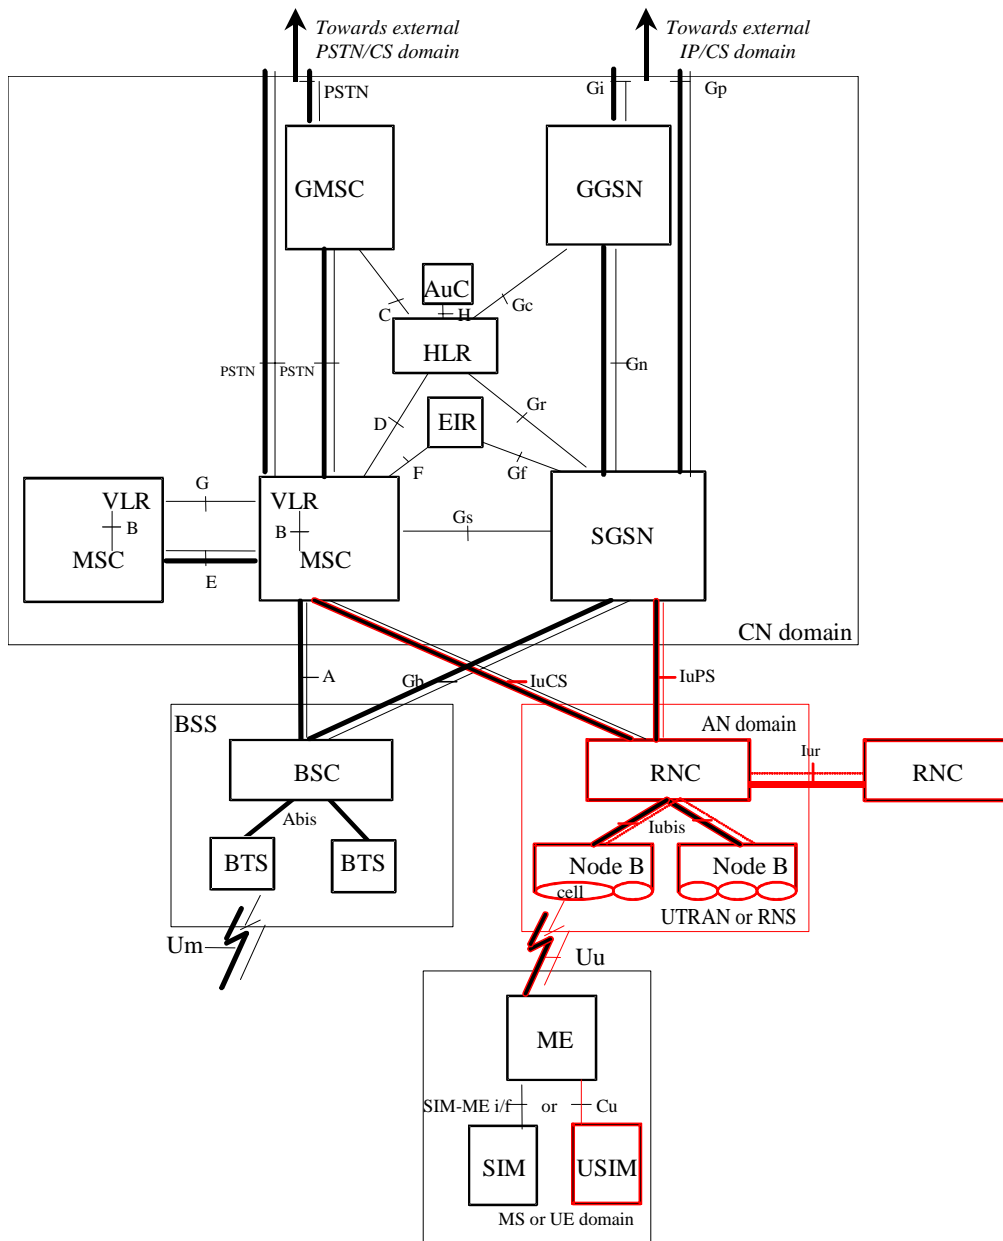 Towards external
PSTN/CS domain
Towards external
IP/CS domain
PSTN
Gi
Gp
GMSC
GGSN
AuC
C
H
Gc
HLR
PSTN
PSTN
Gn
D
EIR
Gr
F
Gf
G
VLR
B
MSC
E
VLR
B
MSC
Gs
SGSN
CN domain
A
Gb
IuCS
IuPS
BSS
AN domain
BSC
RNC
Iur
RNC
Abis
Iubis
BTS
BTS
Node B
Node B
cell
UTRAN or RNS
Um
Uu
ME
SIM-ME i/f
or
Cu
SIM
USIM
MS or UE domain